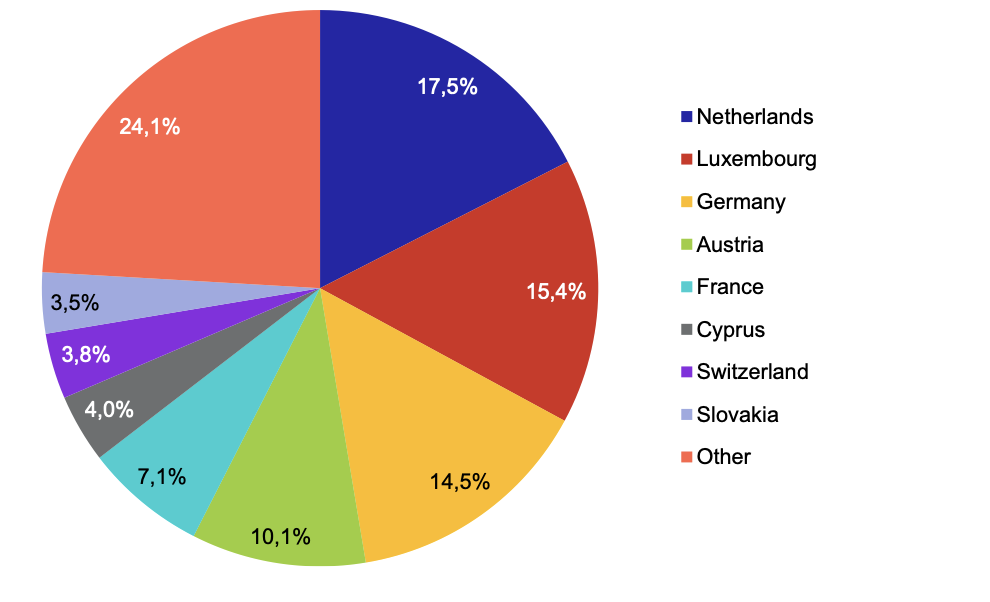 17,5%
24,1%
15,4%
3,5%
3,8%
4,0%
7,1%
14,5%
10,1%
Netherlands
Luxembourg
Germany
Austria
France
Cyprus
Switzerland
Slovakia
Other